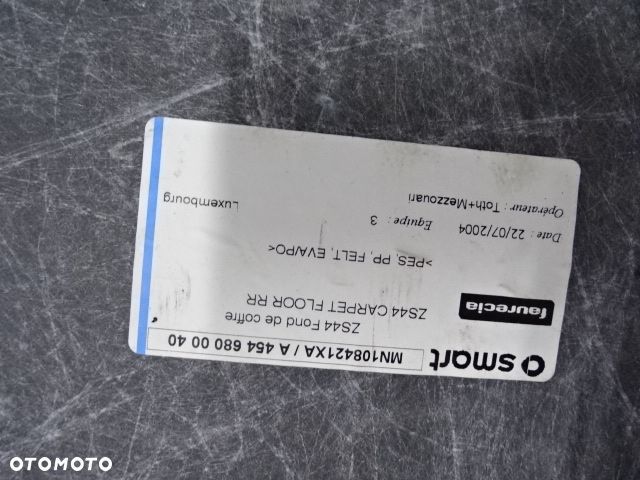 smart
MN108421XA / A 454 680 00 40
ZS44 Fond de coffre
faurecia
ZS44 CARPET FLOOR RR
>PES, PP, FELT, EVA/PO<
Date : 22/07/2004
Equipe : 3
Opérateur : Toth+Mezzouari
Luxembourg
OTOMOTO